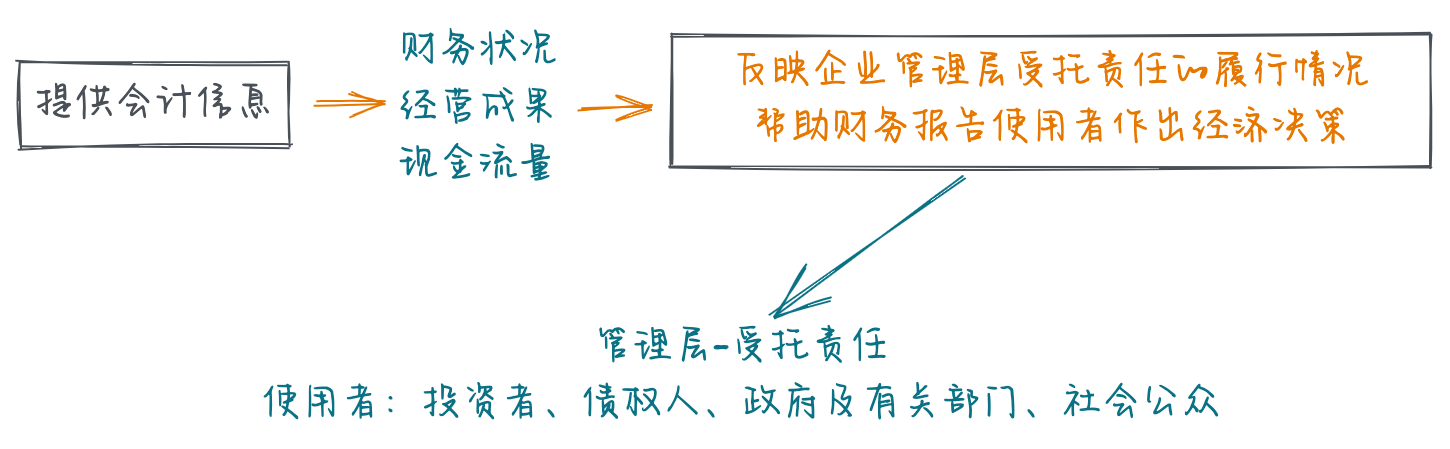 提供会计信息
财务状况
经营成果
现金流量
反映企业管理层受托责任的履行情况
帮助财务报告使用者作出经济决策
管理层-受托责任
使用者：投资者、债权人、政府及有关部门、社会公众